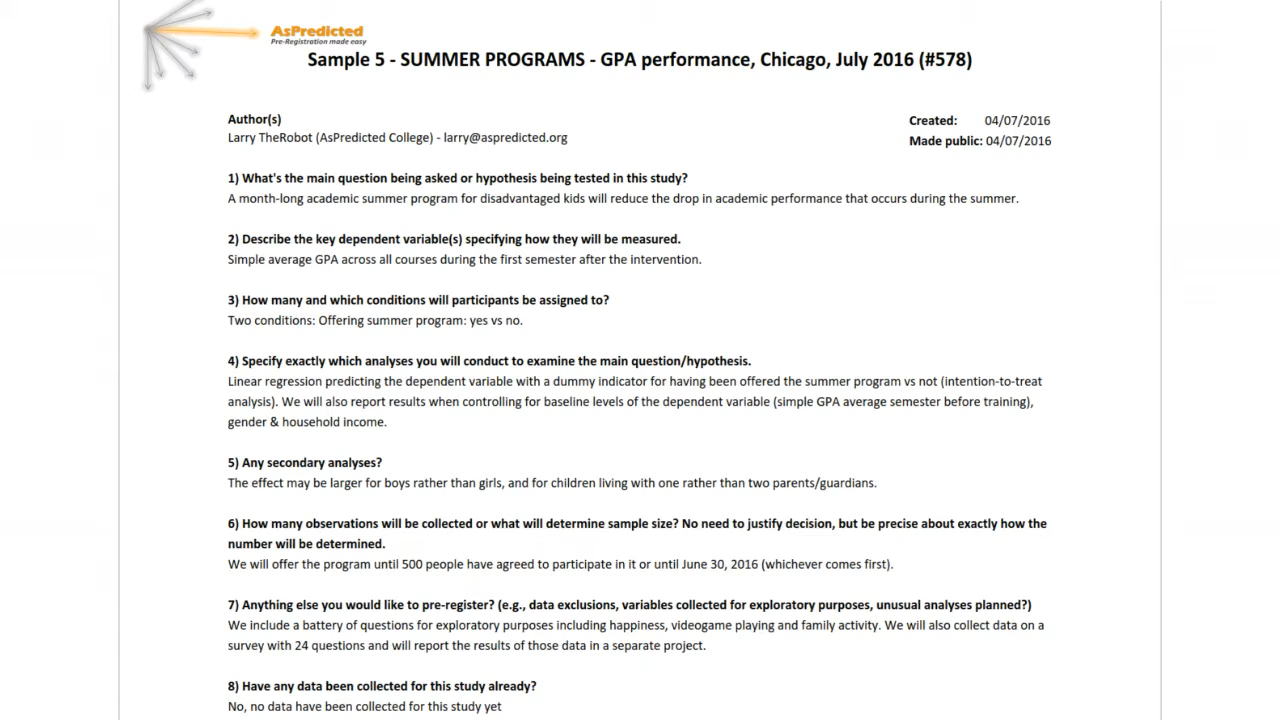 AsPredicted
Pre-Registration made easy
Sample 5 - SUMMER PROGRAMS - GPA performance, Chicago, July 2016 (#578)
Author(s)
Larry TheRobot (AsPredicted College) - larry@aspredicted.org
Created: 04/07/2016
Made public: 04/07/2016
1) What's the main question being asked or hypothesis being tested in this study?
A month-long academic summer program for disadvantaged kids will reduce the drop in academic performance that occurs during the summer.
2) Describe the key dependent variable(s) specifying how they will be measured.
Simple average GPA across all courses during the first semester after the intervention.
3) How many and which conditions will participants be assigned to?
Two conditions: Offering summer program: yes vs no.
4) Specify exactly which analyses you will conduct to examine the main question/hypothesis.
Linear regression predicting the dependent variable with a dummy indicator for having been offered the summer program vs not (intention-to-treat
analysis). We will also report results when controlling for baseline levels of the dependent variable (simple GPA average semester before training),
gender & household income.
5) Any secondary analyses?
The effect may be larger for boys rather than girls, and for children living with one rather than two parents/guardians.
6) How many observations will be collected or what will determine sample size? No need to justify decision, but be precise about exactly how the
number will be determined.
We will offer the program until 500 people have agreed to participate in it or until June 30, 2016 (whichever comes first).
7) Anything else you would like to pre-register? (e.g., data exclusions, variables collected for exploratory purposes, unusual analyses planned?)
We include a battery of questions for exploratory purposes including happiness, videogame playing and family activity. We will also collect data on a
survey with 24 questions and will report the results of those data in a separate project.
8) Have any data been collected for this study already?
No, no data have been collected for this study yet